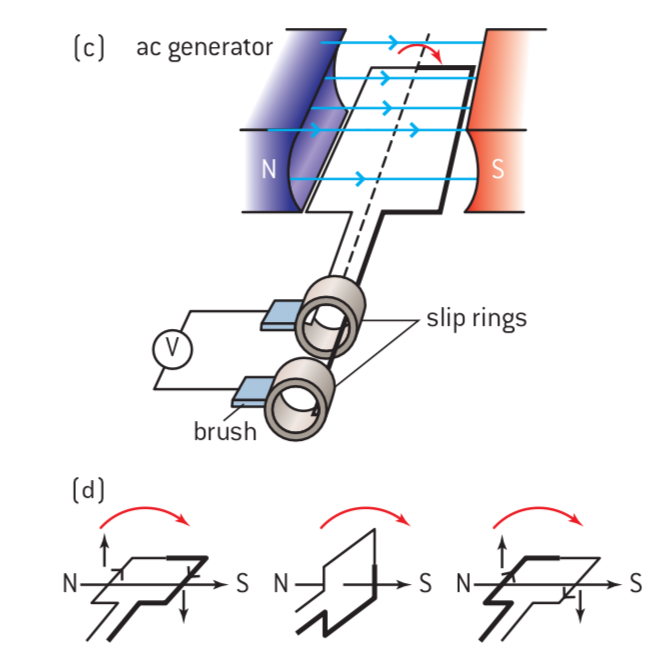 (c) ac generator
N S
V
slip rings
brush
(d)
N S N S N S